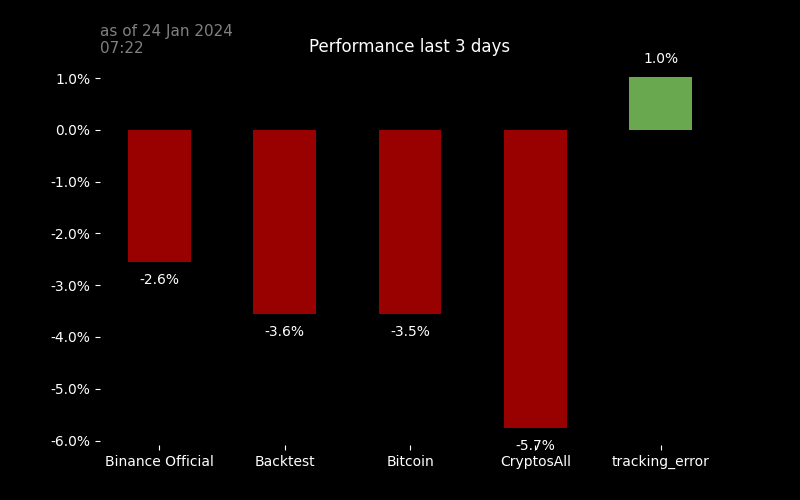 as of 24 Jan 2024
07:22
Performance last 3 days
1.0%
1.0%
0.0%
-1.0%
-2.0%
-3.0%
-4.0%
-5.0%
-6.0%
-2.6%
-3.6%
-3.5%
-5.7%
Binance Official
Backtest
Bitcoin
CryptosAll
tracking_error